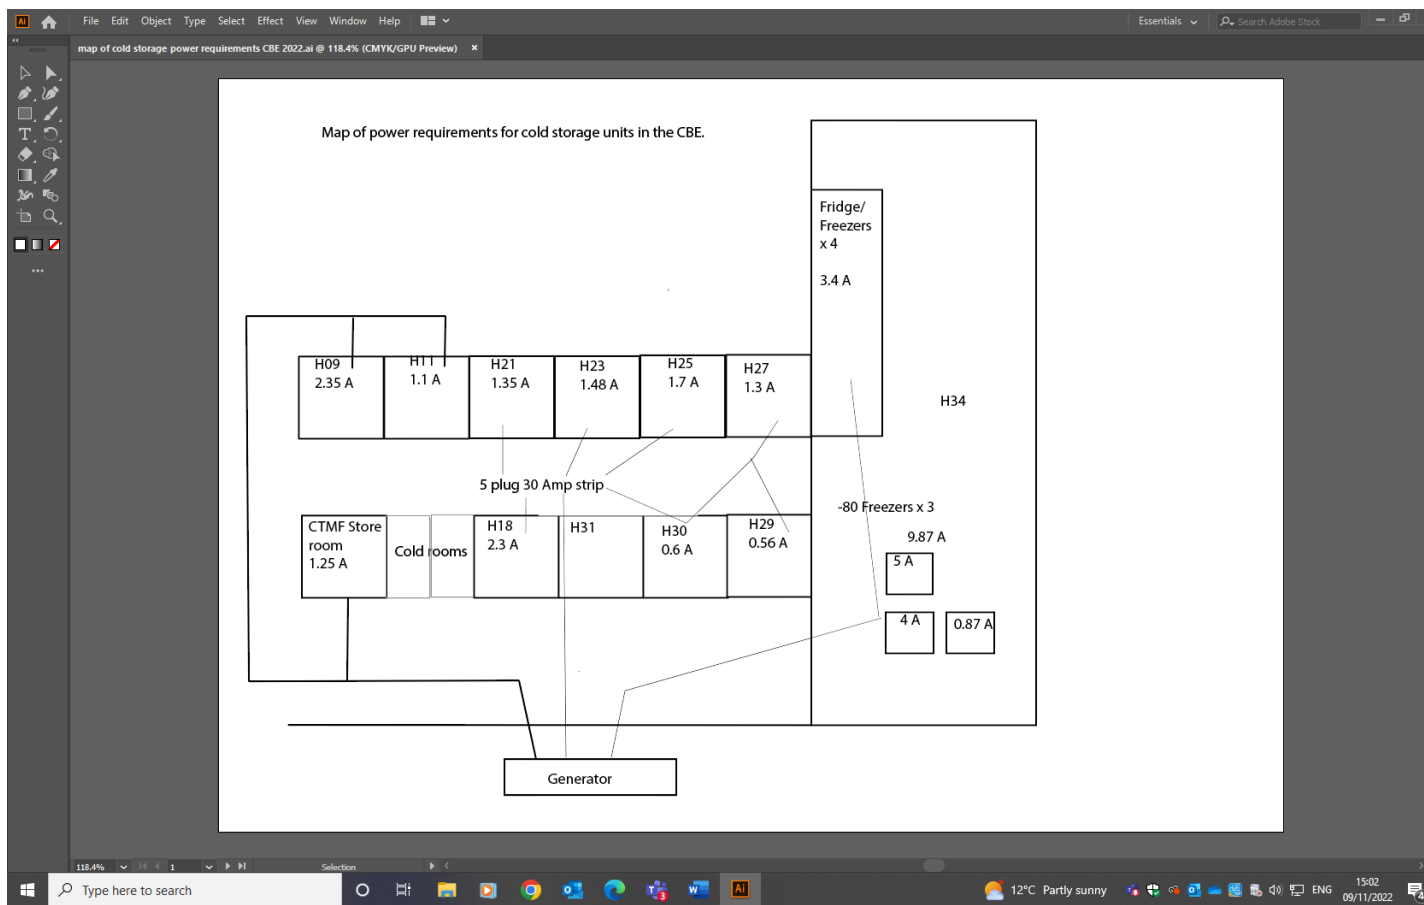 File Edit Object Type Select Effect View Window Help
Essentials
Search Adobe Stock
map of cold storage power requirements CBE 2022.ai @ 118.4% (CMYK/GPU Preview)
Map of power requirements for cold storage units in the CBE.
Fridge/
Freezers
x 4
3.4 A
H09
2.35 A
H11
1.1 A
H21
1.35 A
H23
1.48 A
H25
1.7 A
H27
1.3 A
H34
5 plug 30 Amp strip
-80 Freezers x 3
9.87 A
5 A
4 A
0.87 A
CTMF Store
room
1.25 A
Cold rooms
H18
2.3 A
H31
H30
0.6 A
H29
0.56 A
Generator
118.4%
1
Selection
Type here to search
12°C Partly sunny
ENG
15:02
09/11/2022